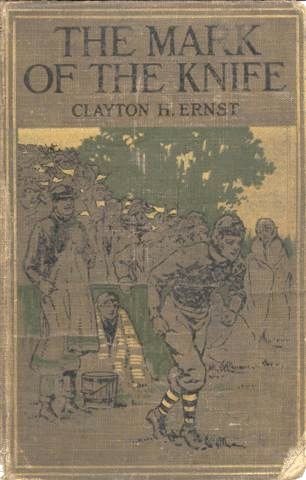 THE MARK
OF THE KNIFE
CLAYTON H. ERNST